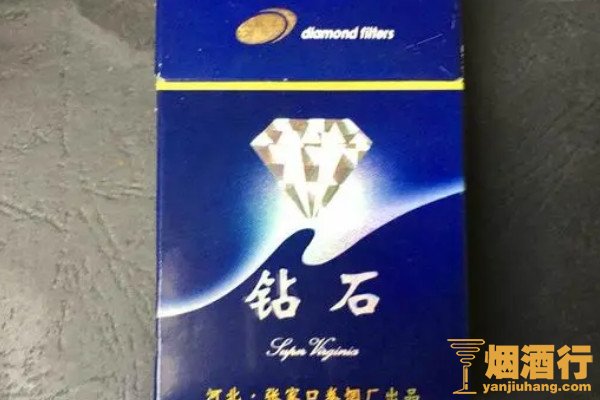 diamond filters
钻石
Supn Virginia
河北：张家口卷烟厂出品
烟酒行
yanjiuhang.com